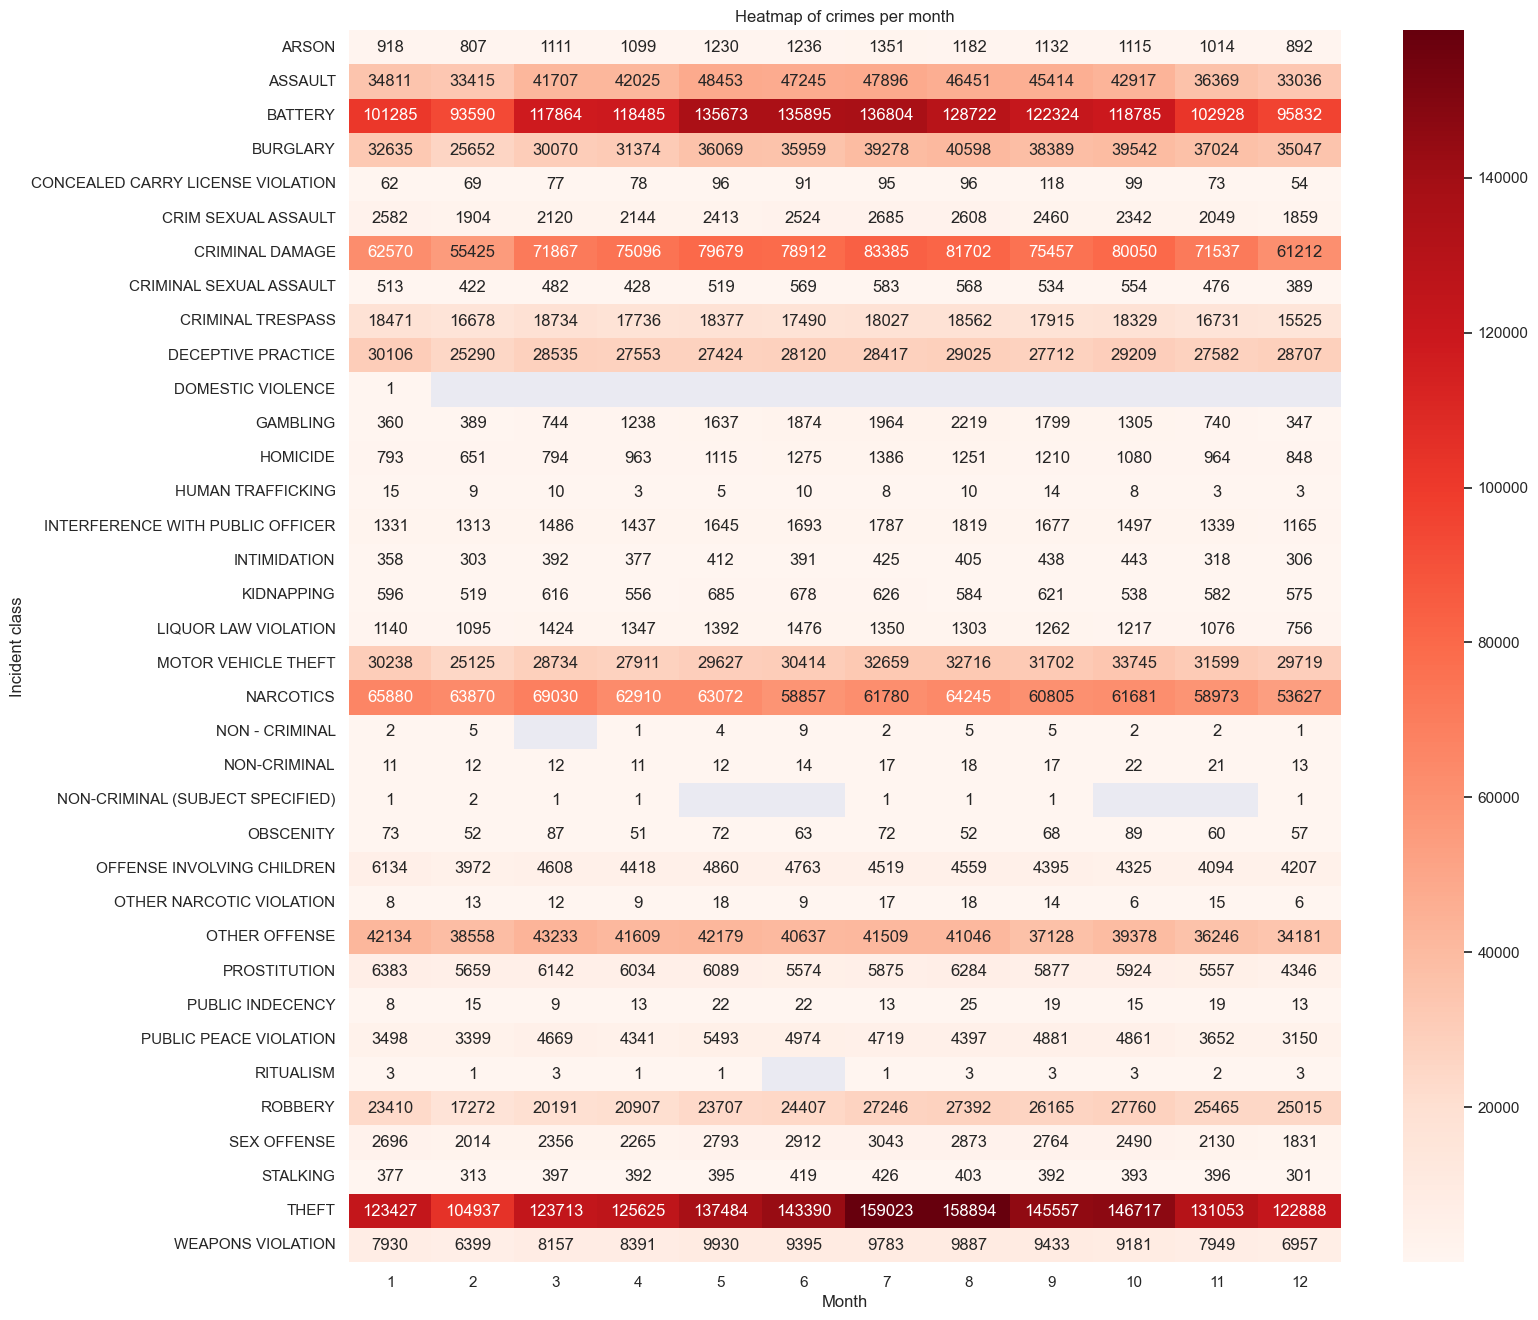 Heatmap of crimes per month
ARSON 918 807 1111 1099 1230 1236 1351 1182 1132 1115 1014 892
ASSAULT 34811 33415 41707 42025 48453 47245 47896 46451 45414 42917 36369 33036
BATTERY 101285 93590 117864 118485 135673 135895 136804 128722 122324 118785 102928 95832
BURGLARY 32635 25652 30070 31374 36069 35959 39278 40598 38389 39542 37024 35047
CONCEALED CARRY LICENSE VIOLATION 62 69 77 78 96 91 95 96 118 99 73 54
CRIM SEXUAL ASSAULT 2582 1904 2120 2144 2413 2524 2685 2608 2460 2342 2049 1859
CRIMINAL DAMAGE 62570 55425 71867 75096 79679 78912 83385 81702 75457 80050 71537 61212
CRIMINAL SEXUAL ASSAULT 513 422 482 428 519 569 583 568 534 554 476 389
CRIMINAL TRESPASS 18471 16678 18734 17736 18377 17490 18027 18562 17915 18329 16731 15525
DECEPTIVE PRACTICE 30106 25290 28535 27553 27424 28120 28417 29025 27712 29209 27582 28707
DOMESTIC VIOLENCE 1
GAMBLING 360 389 744 1238 1637 1874 1964 2219 1799 1305 740 347
HOMICIDE 793 651 794 963 1115 1275 1386 1251 1210 1080 964 848
HUMAN TRAFFICKING 15 9 10 3 5 10 8 10 14 8 3 3
INTERFERENCE WITH PUBLIC OFFICER 1331 1313 1486 1437 1645 1693 1787 1819 1677 1497 1339 1165
INTIMIDATION 358 303 392 377 412 391 425 405 438 443 318 306
KIDNAPPING 596 519 616 556 685 678 626 584 621 538 582 575
LIQUOR LAW VIOLATION 1140 1095 1424 1347 1392 1476 1350 1303 1262 1217 1076 756
MOTOR VEHICLE THEFT 30238 25125 28734 27911 29627 30414 32659 32716 31702 33745 31599 29719
NARCOTICS 65880 63870 69030 62910 63072 58857 61780 64245 60805 61681 58973 53627
NON - CRIMINAL 2 5 1 4 9 2 5 5 2 2 1
NON-CRIMINAL 11 12 12 11 12 14 17 18 17 22 21 13
NON-CRIMINAL (SUBJECT SPECIFIED) 1 2 1 1 1 1 1 1
OBSCENITY 73 52 87 51 72 63 72 52 68 89 60 57
OFFENSE INVOLVING CHILDREN 6134 3972 4608 4418 4860 4763 4519 4559 4395 4325 4094 4207
OTHER NARCOTIC VIOLATION 8 13 12 9 18 9 17 18 14 6 15 6
OTHER OFFENSE 42134 38558 43233 41609 42179 40637 41509 41046 37128 39378 36246 34181
PROSTITUTION 6383 5659 6142 6034 6089 5574 5875 6284 5877 5924 5557 4346
PUBLIC INDECENCY 8 15 9 13 22 22 13 25 19 15 19 13
PUBLIC PEACE VIOLATION 3498 3399 4669 4341 5493 4974 4719 4397 4881 4861 3652 3150
RITUALISM 3 1 3 1 1 1 3 3 3 2 3
ROBBERY 23410 17272 20191 20907 23707 24407 27246 27392 26165 27760 25465 25015
SEX OFFENSE 2696 2014 2356 2265 2793 2912 3043 2873 2764 2490 2130 1831
STALKING 377 313 397 392 395 419 426 403 392 393 396 301
THEFT 123427 104937 123713 125625 137484 143390 159023 158894 145557 146717 131053 122888
WEAPONS VIOLATION 7930 6399 8157 8391 9930 9395 9783 9887 9433 9181 7949 6957
1 2 3 4 5 6 7 8 9 10 11 12
Month
Incident class
140000
120000
100000
80000
60000
40000
20000